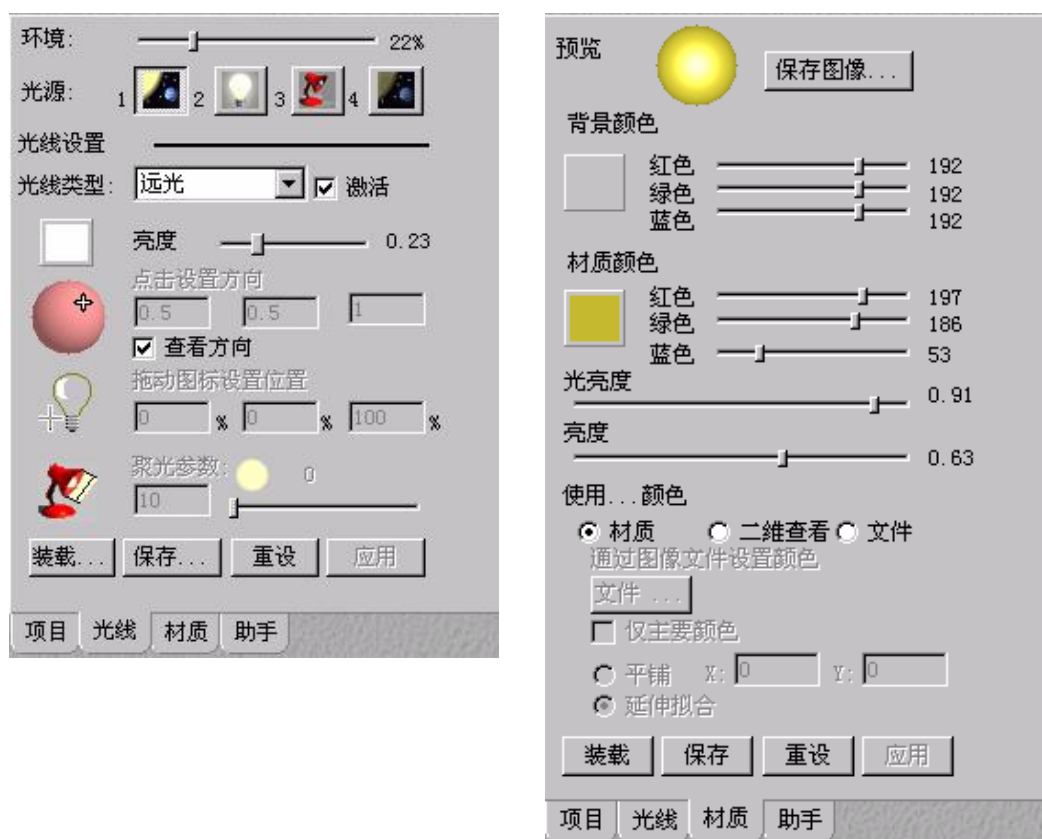 环境: 22%
光源: 1 2 3 4
光线设置
光线类型: 远光 激活
亮度 0.23
点击设置方向
0.5 0.5 1
查看方向
拖动图标设置位置
0 % 0 % 100 %
聚光参数: 0
10
装载... 保存... 重设 应用
项目 光线 材质 助手
预览 保存图像...
背景颜色
红色 192
绿色 192
蓝色 192
材质颜色
红色 197
绿色 186
蓝色 53
光亮度 0.91
亮度 0.63
使用...颜色
材质 二维查看 文件
通过图像文件设置颜色
文件 ...
仅主要颜色
平铺 X: 0 Y: 0
延伸拟合
装载 保存 重设 应用
项目 光线 材质 助手